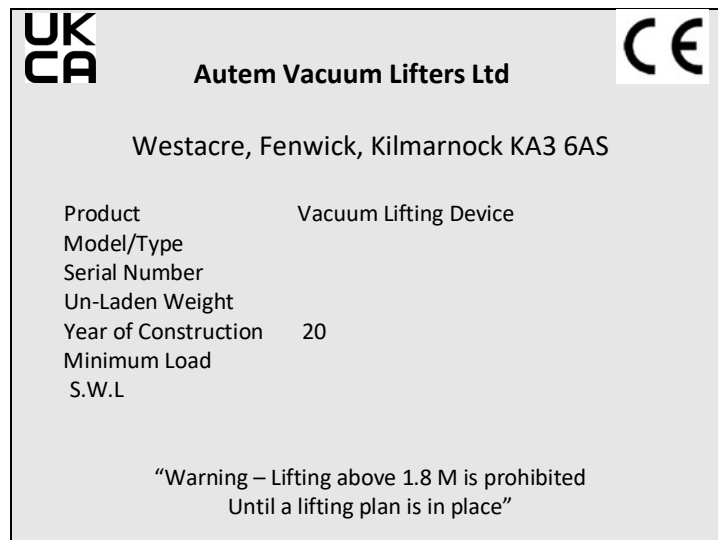 UK
CA
CE
Autem Vacuum Lifters Ltd
Westacre, Fenwick, Kilmarnock KA3 6AS
Product Vacuum Lifting Device
Model/Type
Serial Number
Un-Laden Weight
Year of Construction 20
Minimum Load
S.W.L
“Warning – Lifting above 1.8 M is prohibited
Until a lifting plan is in place”